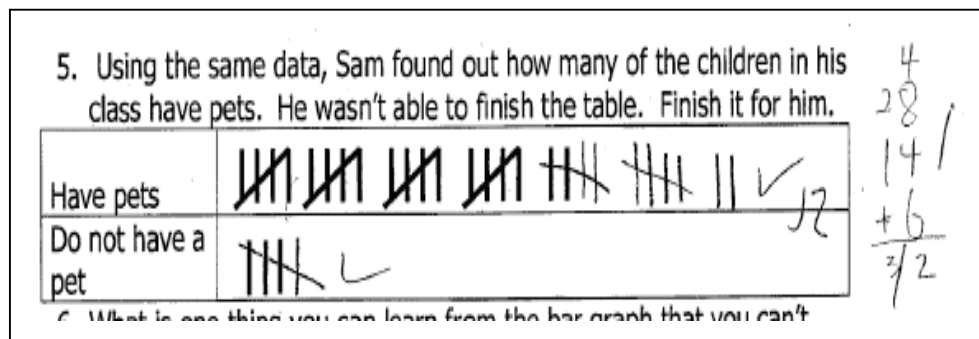 5. Using the same data, Sam found out how many of the children in his
class have pets. He wasn't able to finish the table. Finish it for him.
Have pets
Do not have a
pet
4
28
14
+ 6
32
6. What is one thing you can learn from the bar graph that you can't